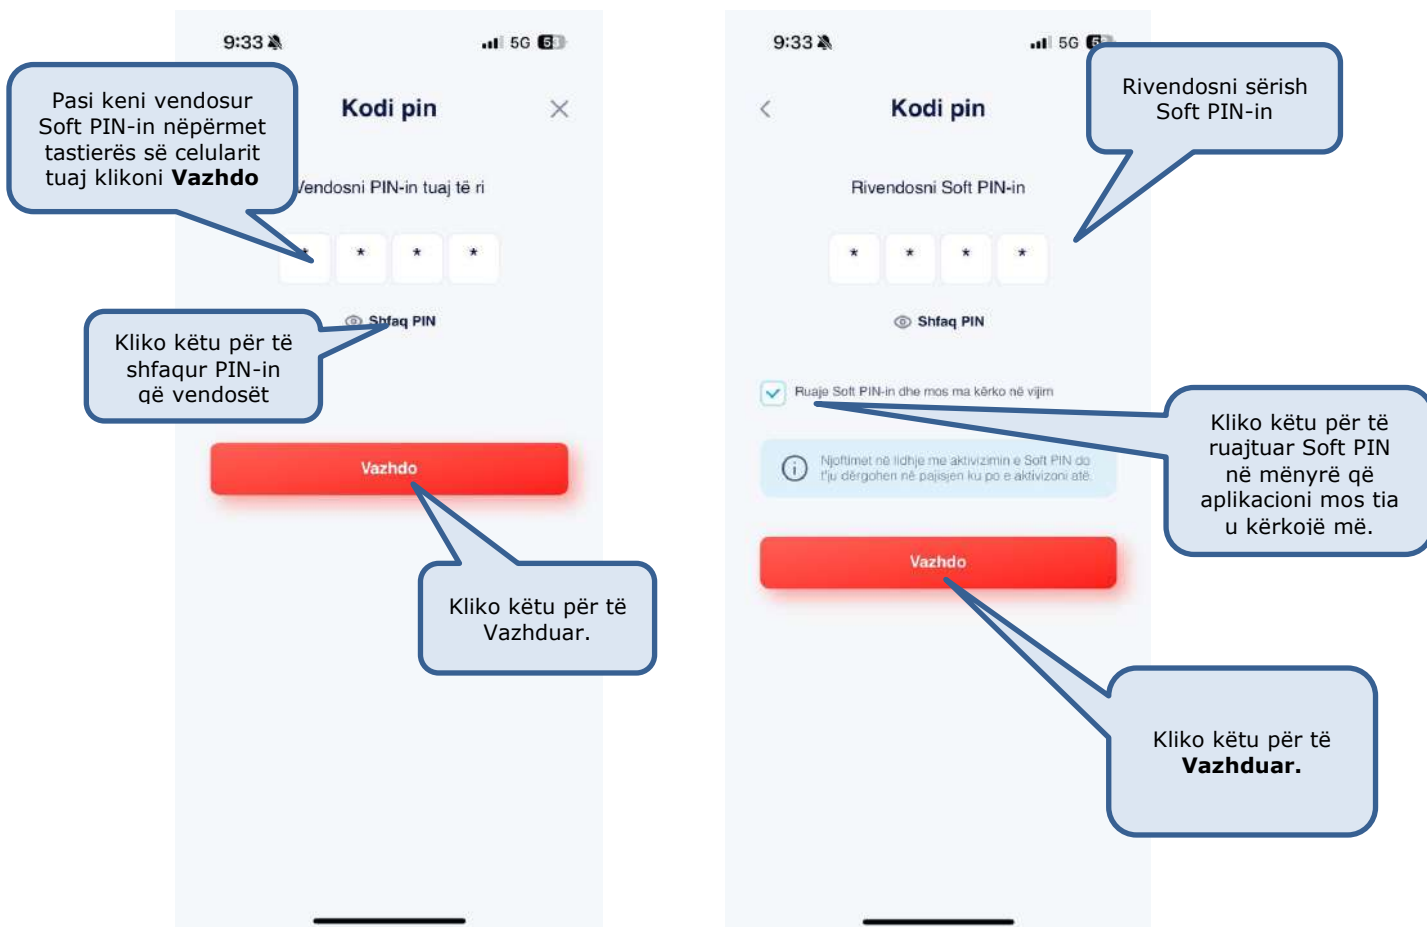 9:33
5G
Kodi pin
Pasi keni vendosur
Soft PIN-in nëpërmet
tastierës së celularit
tuaj klikoni Vazhdo
Vendosni PIN-in tuaj të ri
* * * *
Shfaq PIN
Kliko këtu për të
shfaqur PIN-in
që vendosët
Vazhdo
Kliko këtu për të
Vazhduar.
9:33
5G
Kodi pin
Rivendosni sërish
Soft PIN-in
Rivendosni Soft PIN-in
* * * *
Shfaq PIN
Ruaje Soft PIN-in dhe mos ma kërko në vijim
Kliko këtu për të
ruajtuar Soft PIN
në mënyrë që
aplikacioni mos tia
u kërkojë më.
Njoftimet në lidhje me aktivizimin e Soft PIN do
t'ju dërgohen në pajisjen ku po e aktivizoni atë.
Vazhdo
Kliko këtu për të
Vazhduar.